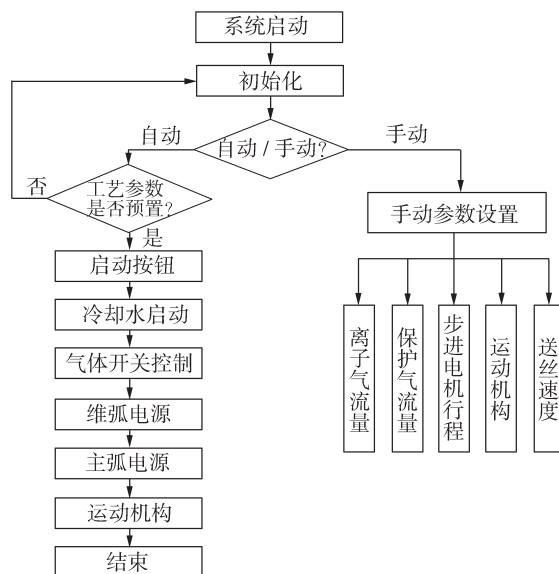 系统启动
初始化
自动
自动/手动?
手动
否
工艺参数
是否预置?
是
手动参数设置
启动按钮
冷却水启动
气体开关控制
维弧电源
主弧电源
运动机构
结束
离子气流量
保护气流量
步进电机行程
运动机构
送丝速度